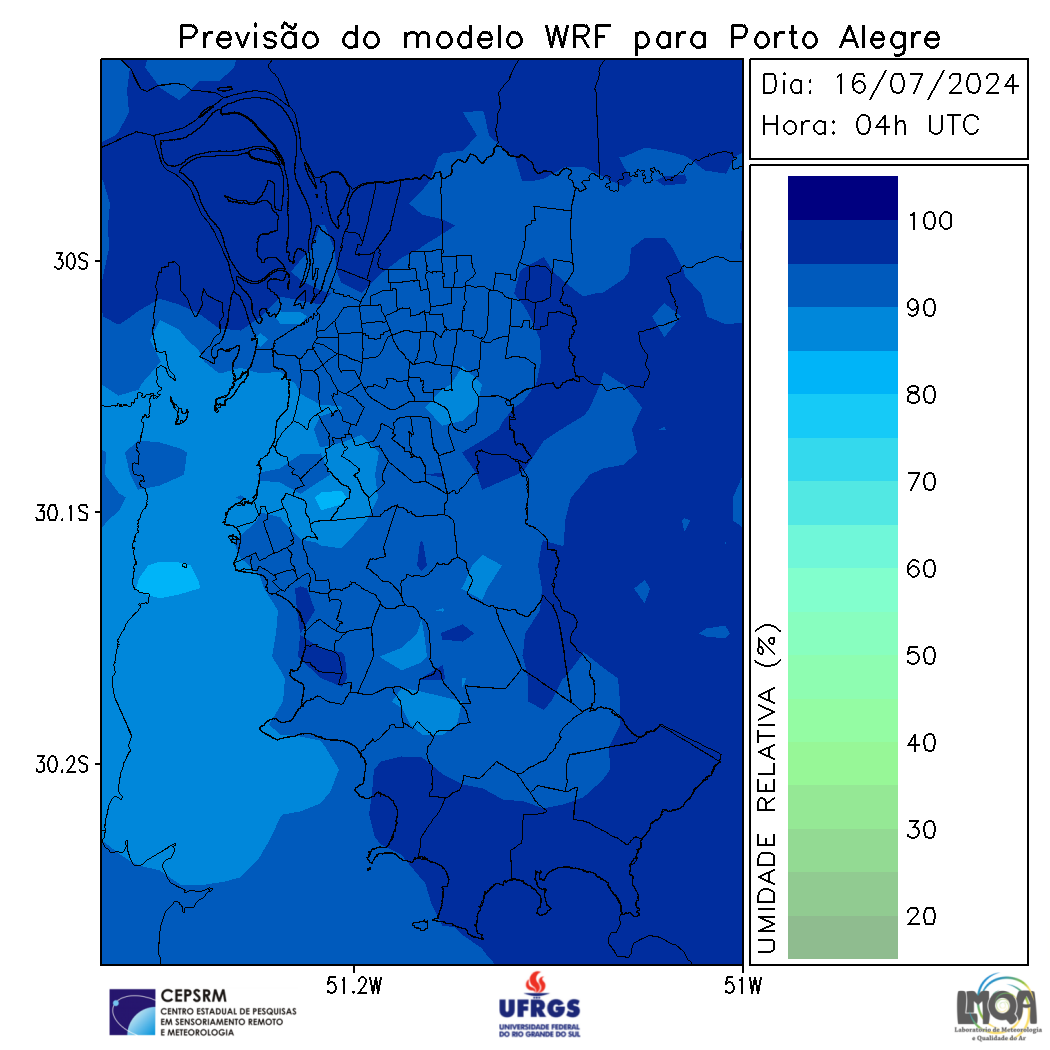 Previsão do modelo WRF para Porto Alegre
Dia: 16/07/2024
Hora: 04h UTC
30S
30.1S
30.2S
51.2W
51W
100
90
80
70
60
50
40
30
20
UMIDADE RELATIVA (%)
CEPSRM
CENTRO ESTADUAL DE PESQUISAS
EM SENSORIAMENTO REMOTO
E METEOROLOGIA
UFRGS
UNIVERSIDADE FEDERAL
DO RIO GRANDE DO SUL
LMQA
Laboratório de Meteorologia
e Qualidade do Ar